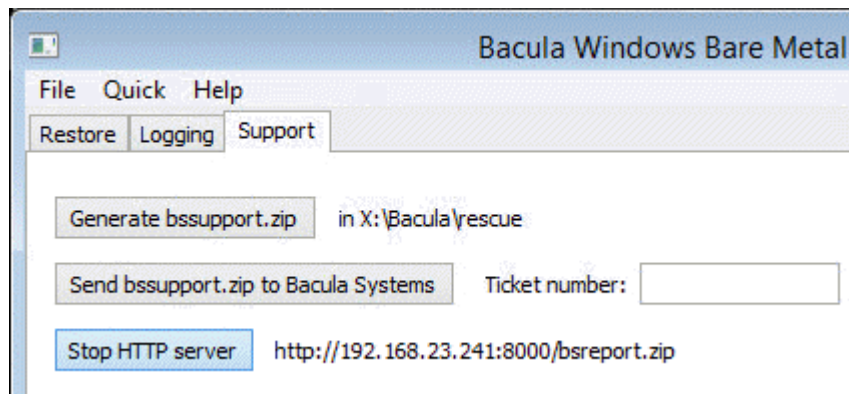 Bacula Windows Bare Metal
File Quick Help
Restore Logging Support
Generate bssupport.zip in X:\Bacula\rescue
Send bssupport.zip to Bacula Systems Ticket number:
Stop HTTP server http://192.168.23.241:8000/bsreport.zip